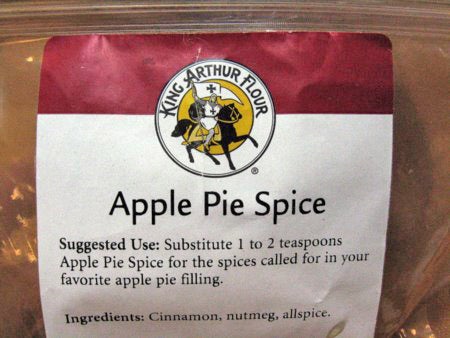 KING ARTHUR FLOUR
®
Apple Pie Spice
Suggested Use: Substitute 1 to 2 teaspoons
Apple Pie Spice for the spices called for in your
favorite apple pie filling.
Ingredients: Cinnamon, nutmeg, allspice.